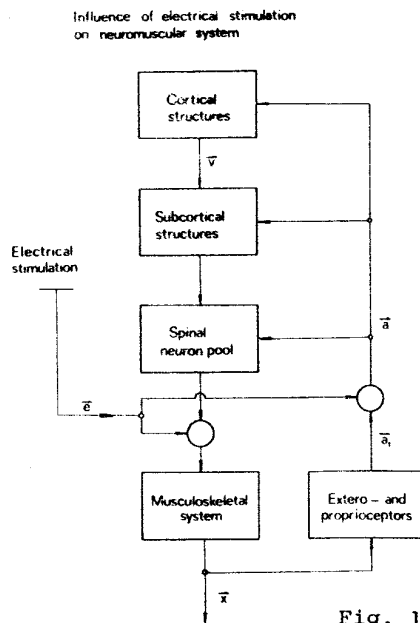 Influence of electrical stimulation
on neuromuscular system
Cortical
structures
v̄
Subcortical
structures
Electrical
stimulation
Spinal
neuron pool
ā
ē
ā₁
Musculoskeletal
system
Extero - and
proprioceptors
x̄
Fig. 1